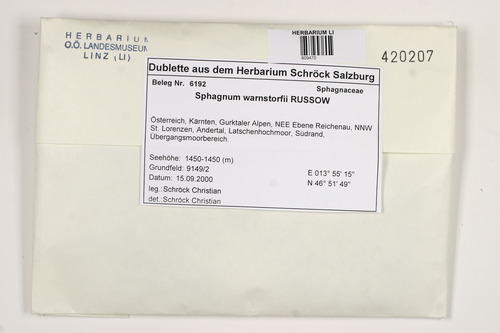 HERBARIUM
O.Ö. LANDESMUSEUM
LINZ (LI)
HERBARIUM LI
609470
420207
Dublette aus dem Herbarium Schröck Salzburg
Beleg Nr. 6192 Sphagnaceae
Sphagnum warnstorfii RUSSOW
Österreich, Kärnten, Gurktaler Alpen, NEE Ebene Reichenau, NNW
St. Lorenzen, Andertal, Latschenhochmoor, Südrand,
Übergangsmoorbereich.
Seehöhe: 1450-1450 (m)
Grundfeld: 9149/2 E 013° 55' 15"
Datum: 15.09.2000 N 46° 51' 49"
leg.:Schröck Christian
det.:Schröck Christian